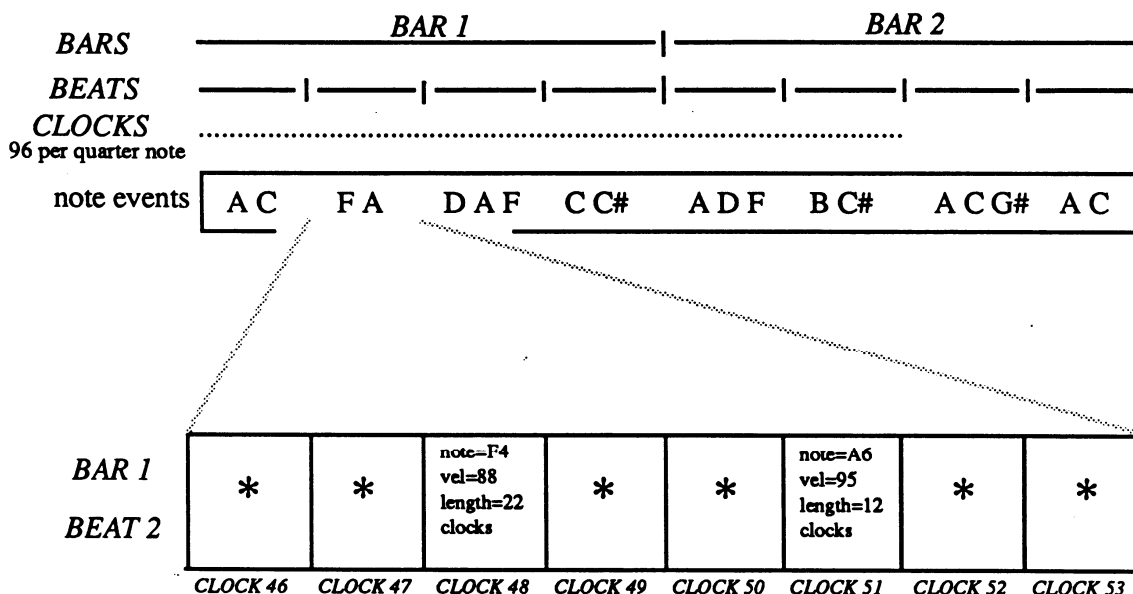 BARS BAR 1 BAR 2
BEATS
CLOCKS
96 per quarter note
note events A C F A D A F C C# A D F B C# A C G# A C
BAR 1
BEAT 2
* * note=F4 * * note=A6 * *
vel=88 vel=95
length=22 length=12
clocks clocks
CLOCK 46 CLOCK 47 CLOCK 48 CLOCK 49 CLOCK 50 CLOCK 51 CLOCK 52 CLOCK 53